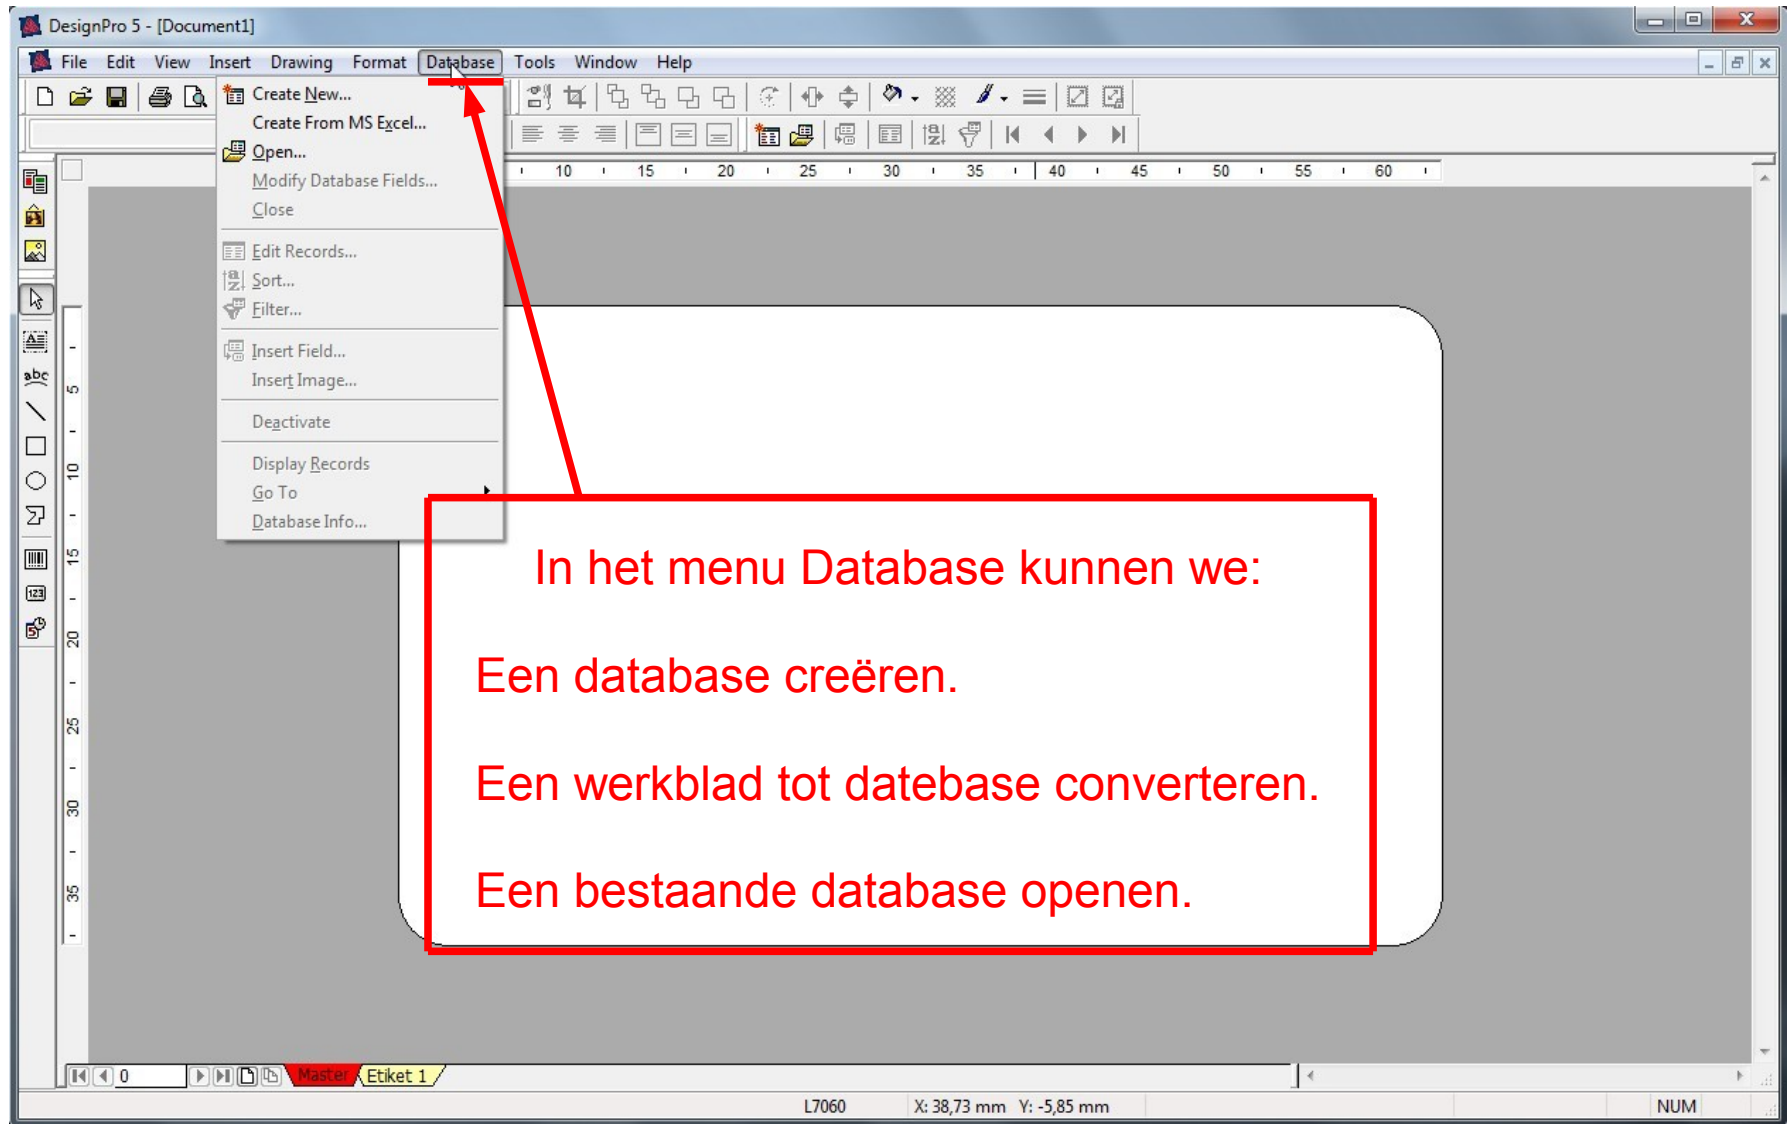 DesignPro 5 - [Document1]
File Edit View Insert Drawing Format Database Tools Window Help
Create New...
Create From MS Excel...
Open...
Modify Database Fields...
Close
Edit Records...
Sort...
Filter...
Insert Field...
Insert Image...
Deactivate
Display Records
Go To
Database Info...
10 15 20 25 30 35 40 45 50 55 60
abc
123
5
5
10
15
20
25
30
35
In het menu Database kunnen we:
Een database creëren.
Een werkblad tot datebase converteren.
Een bestaande database openen.
0 Master Etiket 1
L7060 X: 38,73 mm Y: -5,85 mm NUM